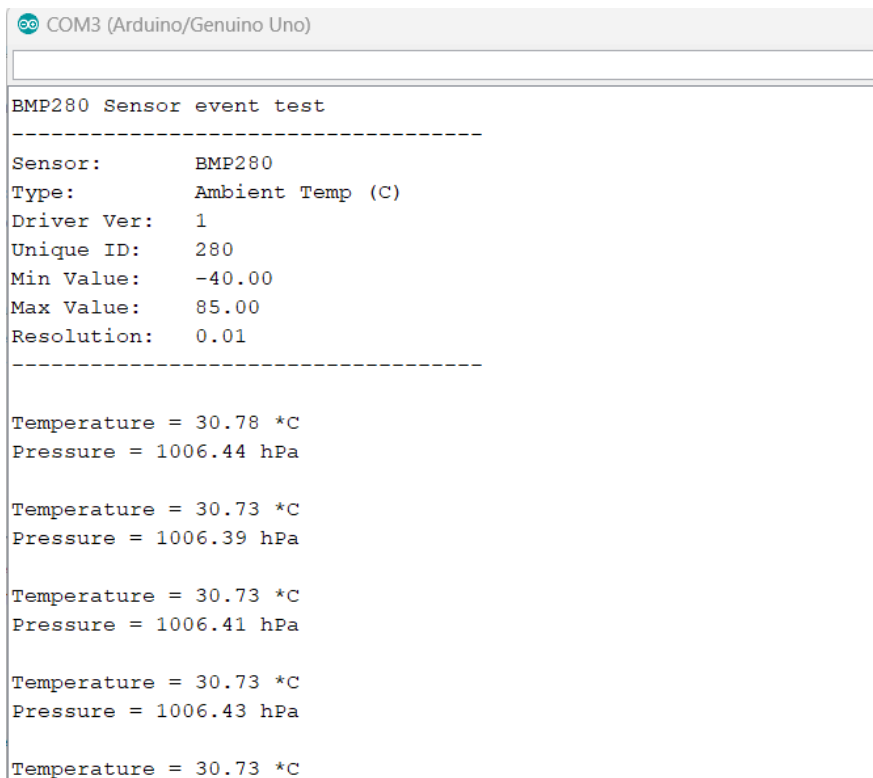 COM3 (Arduino/Genuino Uno)
BMP280 Sensor event test
------------------------------------
Sensor:       BMP280
Type:         Ambient Temp (C)
Driver Ver:   1
Unique ID:    280
Min Value:    -40.00
Max Value:    85.00
Resolution:   0.01
------------------------------------
Temperature = 30.78 *C
Pressure = 1006.44 hPa
Temperature = 30.73 *C
Pressure = 1006.39 hPa
Temperature = 30.73 *C
Pressure = 1006.41 hPa
Temperature = 30.73 *C
Pressure = 1006.43 hPa
Temperature = 30.73 *C